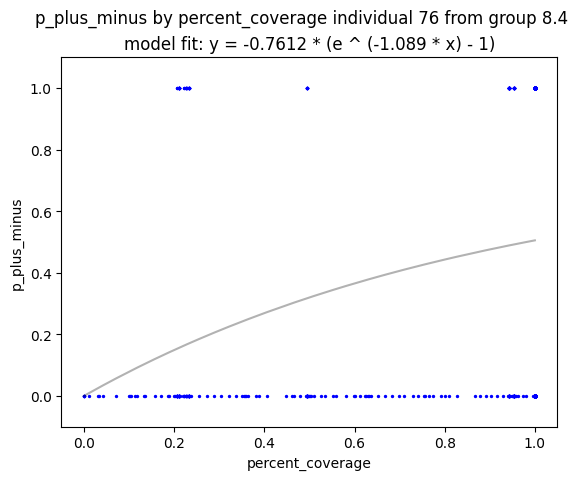 p_plus_minus by percent_coverage individual 76 from group 8.4
model fit: y = -0.7612 * (e ^ (-1.089 * x) - 1)
1.0
0.8
0.6
0.4
0.2
0.0
p_plus_minus
0.0 0.2 0.4 0.6 0.8 1.0
percent_coverage